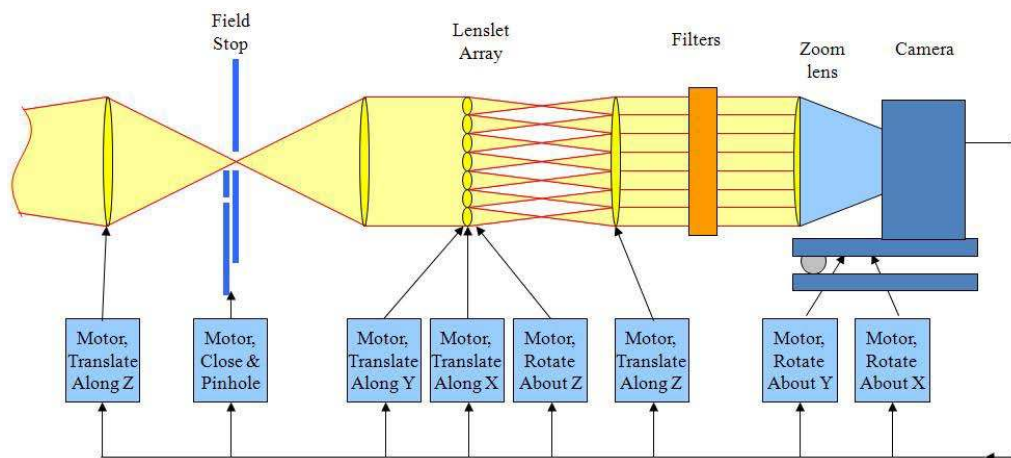 Field
Stop
Lenslet
Array
Filters
Zoom
lens
Camera
Motor,
Translate
Along Z
Motor,
Close &
Pinhole
Motor,
Translate
Along Y
Motor,
Translate
Along X
Motor,
Rotate
About Z
Motor,
Translate
Along Z
Motor,
Rotate
About Y
Motor,
Rotate
About X